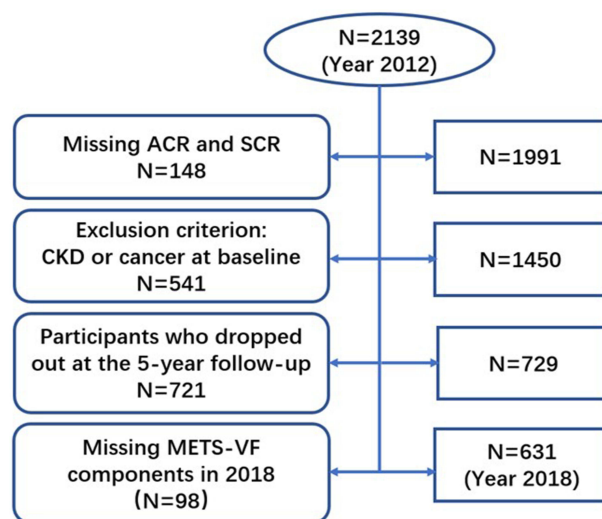 N=2139
(Year 2012)
Missing ACR and SCR
N=148
N=1991
Exclusion criterion:
CKD or cancer at baseline
N=541
N=1450
Participants who dropped
out at the 5-year follow-up
N=721
N=729
Missing METS-VF
components in 2018
(N=98)
N=631
(Year 2018)